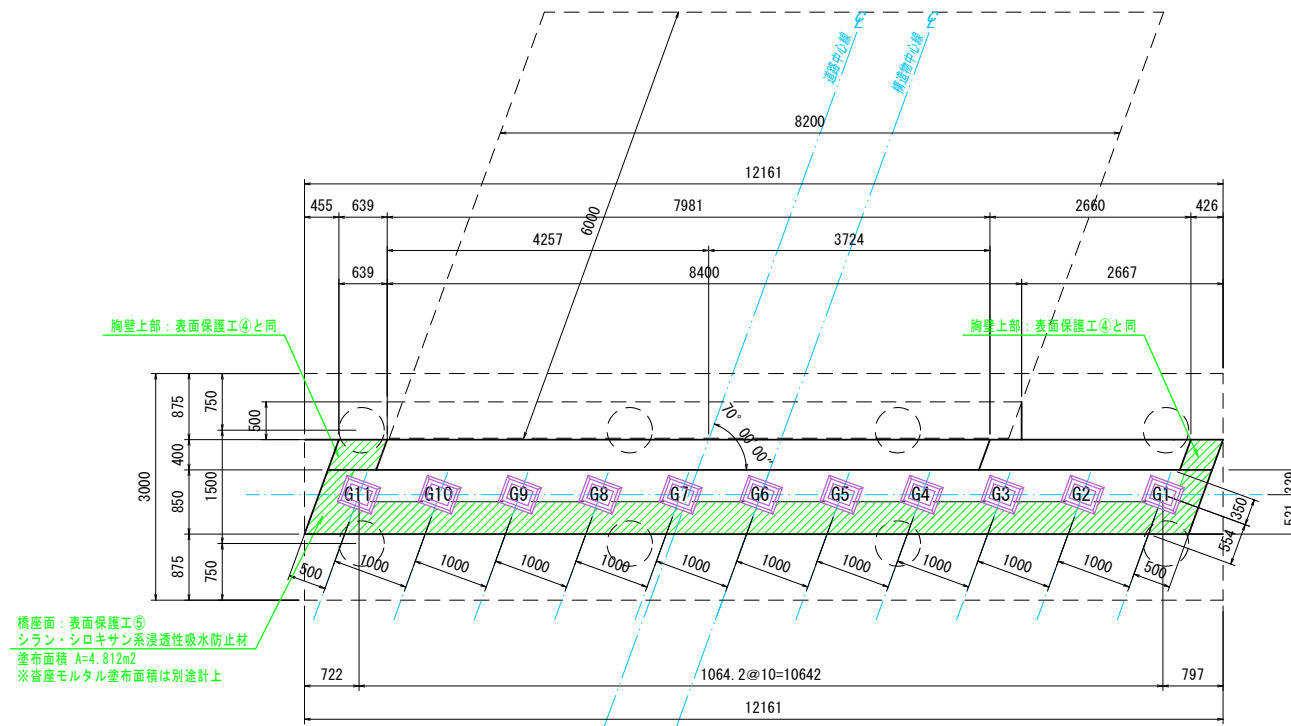 道路中心線
構造物中心線
8200
12161
455
639
7981
2660
426
6000
4257
3724
639
8400
2667
胸壁上部：表面保護工④と同
胸壁上部：表面保護工④と同
875
750
500
70° 00′00″
400
3000
1500
850
G11
G10
G9
G8
G7
G6
G5
G4
G3
G2
G1
350
521
554
875
750
500
1000
1000
1000
1000
1000
1000
1000
1000
1000
1000
500
橋座面：表面保護工⑤
シラン・シロキサン系浸透性吸水防止材
塗布面積 A=4.812m2
※沓座モルタル塗布面積は別途計上
722
1064.2@10=10642
797
12161